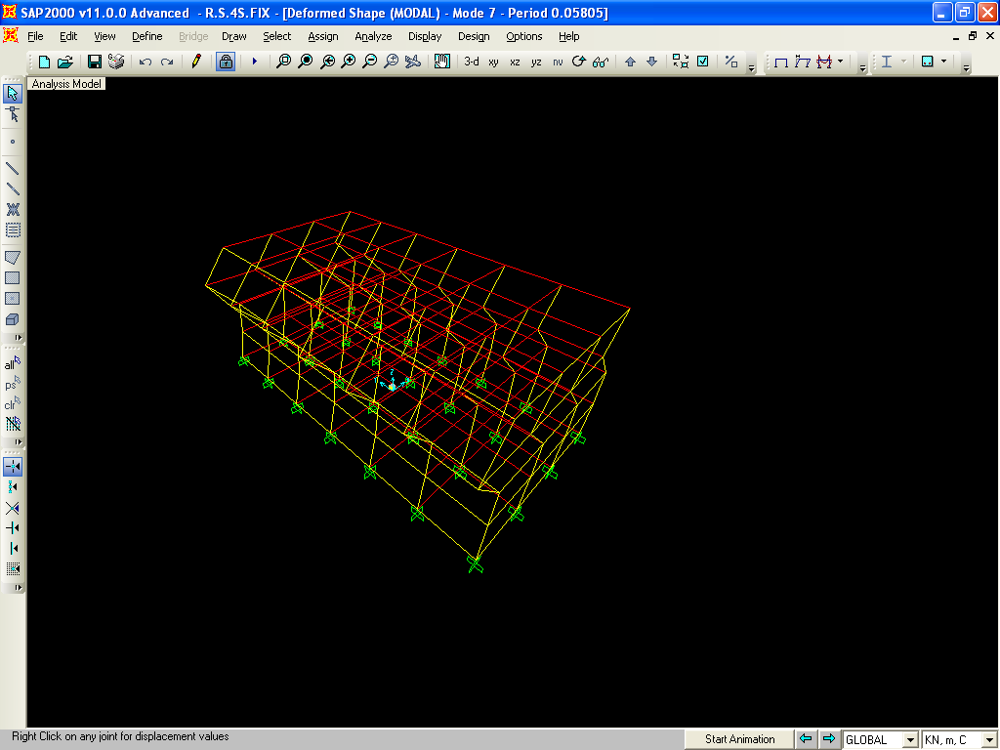 SAP2000 v11.0.0 Advanced - R.S.4S.FIX - [Deformed Shape (MODAL) - Mode 7 - Period 0.05805]
File Edit View Define Bridge Draw Select Assign Analyze Display Design Options Help
3-d xy xz yz nv
Analysis Model
all
ps
clr
Right Click on any joint for displacement values
Start Animation
GLOBAL
KN, m, C